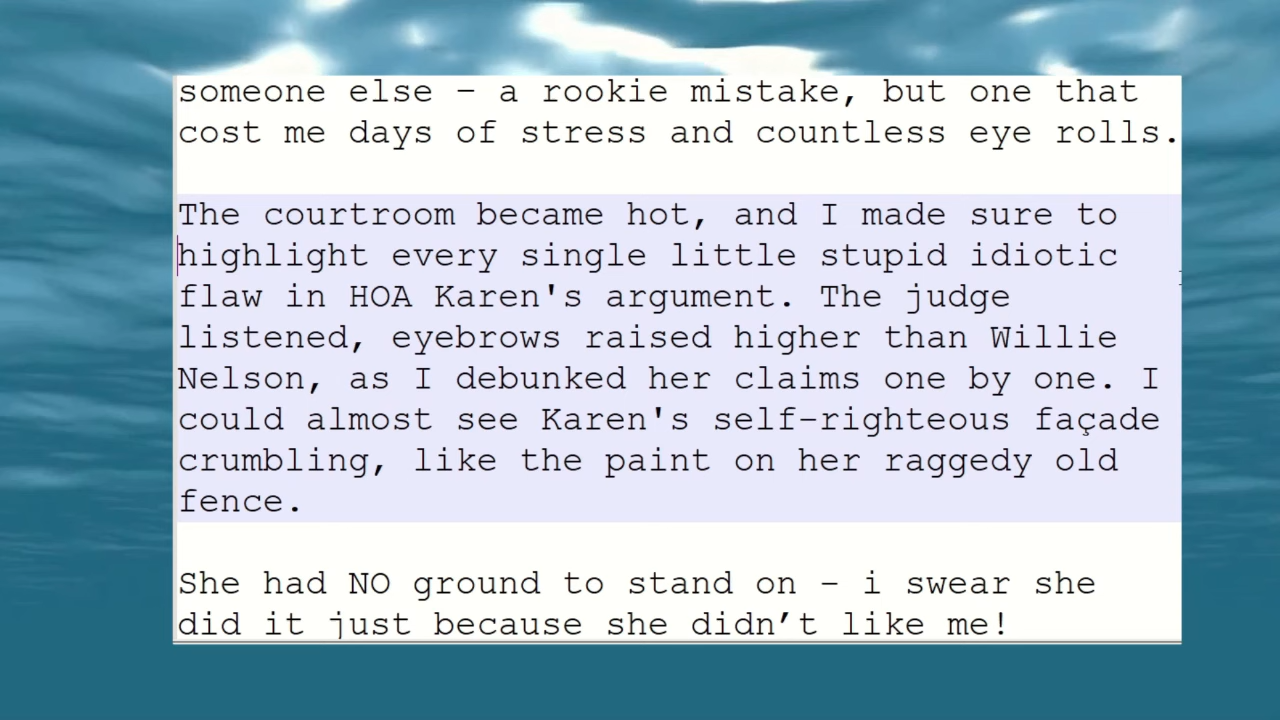 someone else – a rookie mistake, but one that
cost me days of stress and countless eye rolls.
The courtroom became hot, and I made sure to
highlight every single little stupid idiotic
flaw in HOA Karen's argument. The judge
listened, eyebrows raised higher than Willie
Nelson, as I debunked her claims one by one. I
could almost see Karen's self-righteous façade
crumbling, like the paint on her raggedy old
fence.
She had NO ground to stand on – i swear she
did it just because she didn’t like me!